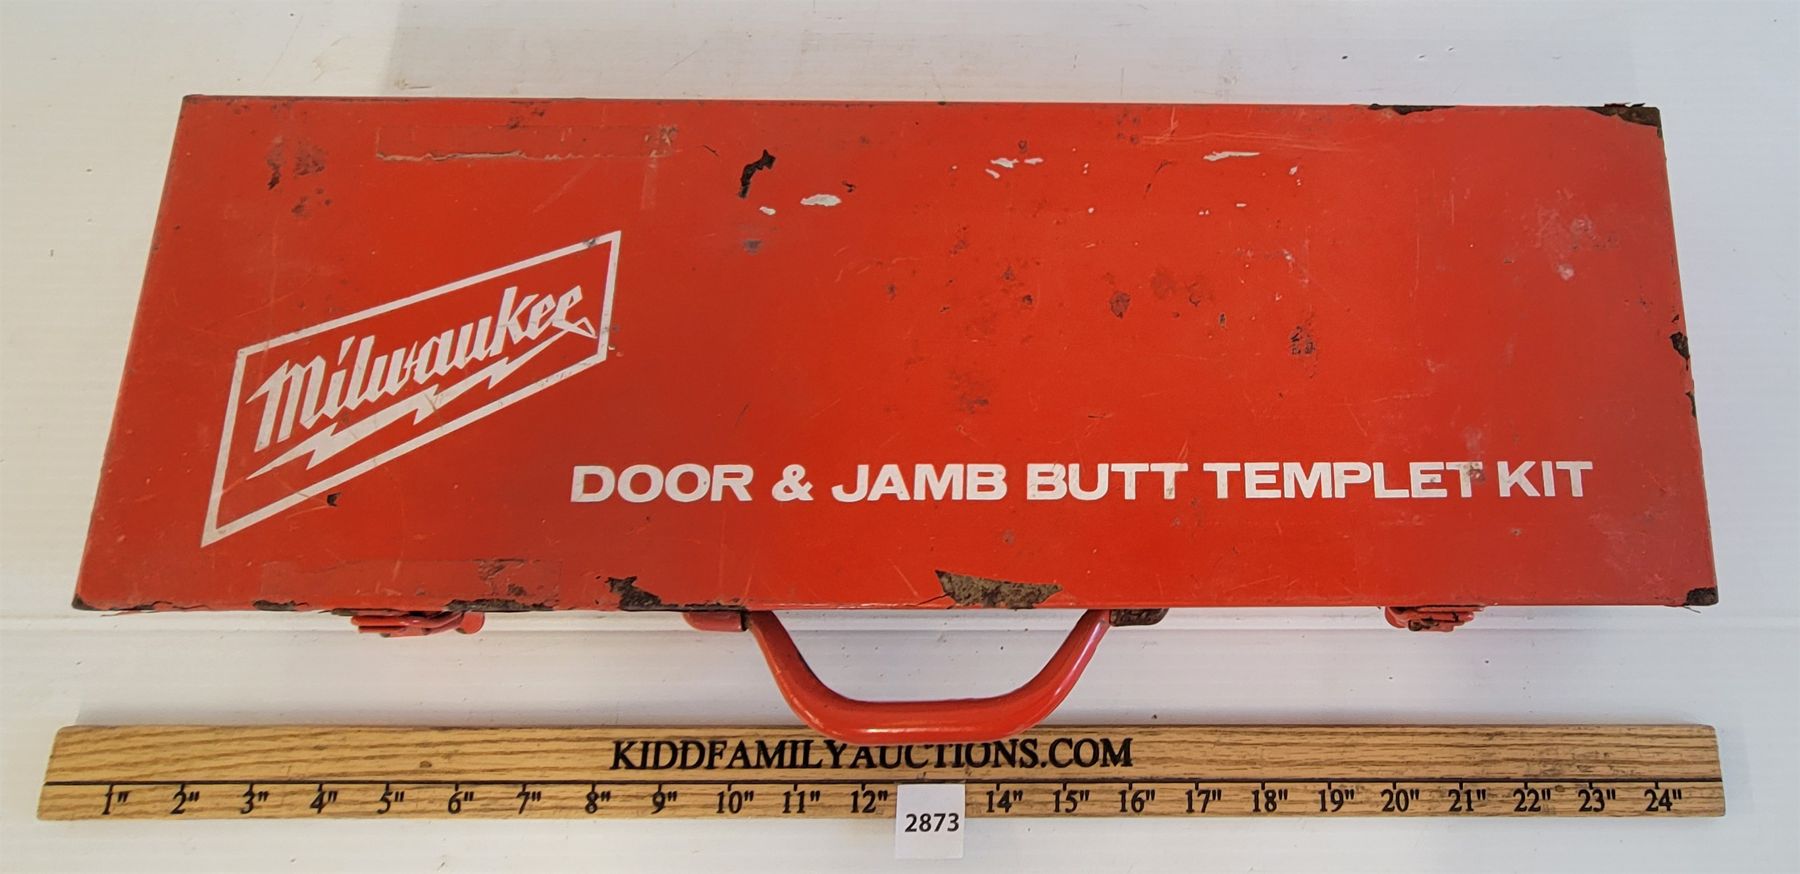 Milwaukee
DOOR & JAMB BUTT TEMPLET KIT
KIDDFAMILYAUCTIONS.COM
1" 2" 3" 4" 5" 6" 7" 8" 9" 10" 11" 12" 14" 15" 16" 17" 18" 19" 20" 21" 22" 23" 24"
2873